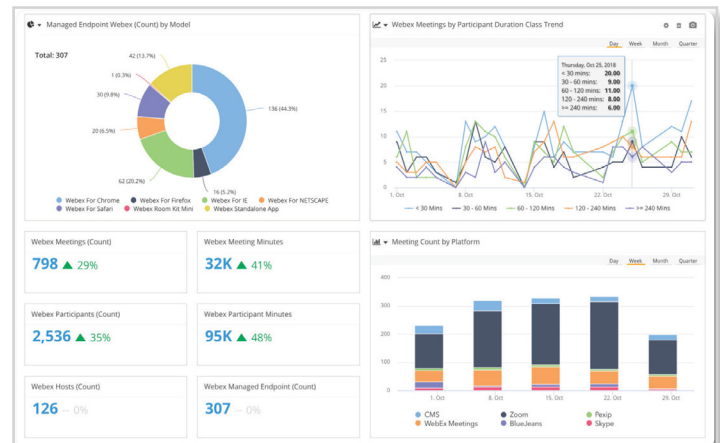 Managed Endpoint Webex (Count) by Model
Total: 307
42 (13.7%)
1 (0.3%)
30 (9.8%)
20 (6.5%)
62 (20.2%)
136 (44.3%)
16 (5.2%)
Webex For Chrome Webex For Firefox Webex For IE Webex For NETSCAPE
Webex For Safari Webex Room Kit Mini Webex Standalone App
Webex Meetings by Participant Duration Class Trend
Day Week Month Quarter
Thursday, Oct 25, 2018
< 30 mins: 20.00
30 - 60 mins: 9.00
60 - 120 mins: 11.00
120 - 240 mins: 8.00
>= 240 mins: 6.00
25
20
15
10
5
0
1. Oct 8. Oct 15. Oct 22. Oct 29. Oct
< 30 Mins 30 - 60 Mins 60 - 120 Mins 120 - 240 Mins >= 240 Mins
Webex Meetings (Count)
798 ▲ 29%
Webex Meeting Minutes
32K ▲ 41%
Webex Participants (Count)
2,536 ▲ 35%
Webex Participant Minutes
95K ▲ 48%
Webex Hosts (Count)
126 – 0%
Webex Managed Endpoint (Count)
307 – 0%
Meeting Count by Platform
Day Week Month Quarter
400
300
200
100
0
1. Oct 8. Oct 15. Oct 22. Oct 29. Oct
CMS Zoom Pexip
WebEx Meetings BlueJeans Skype